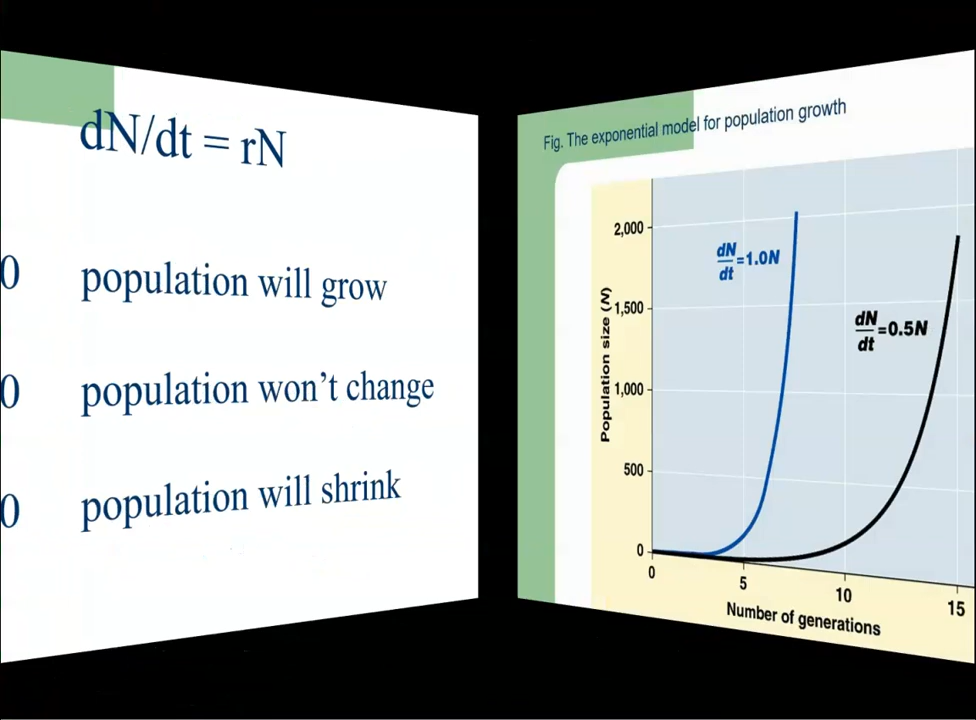 dN/dt = rN
0 population will grow
0 population won’t change
0 population will shrink
Fig. The exponential model for population growth
Population size (N)
2,000
1,500
1,000
500
0
dN/dt=1.0N
dN/dt=0.5N
0 5 10 15
Number of generations